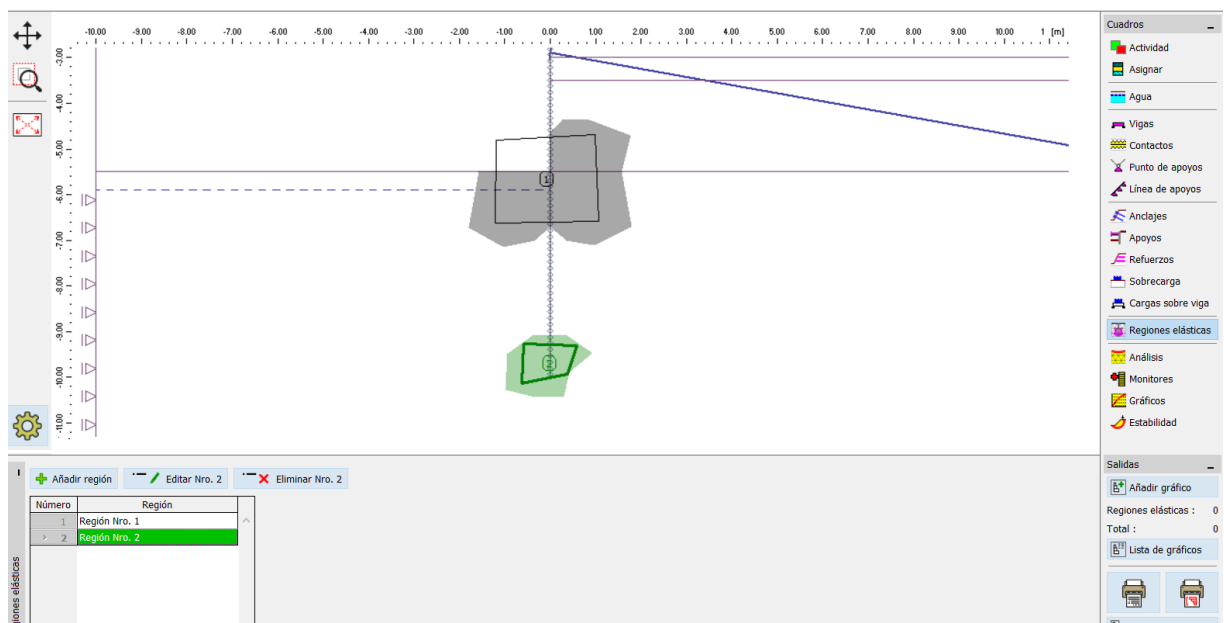 -10.00 -9.00 -8.00 -7.00 -6.00 -5.00 -4.00 -3.00 -2.00 -1.00 0.00 1.00 2.00 3.00 4.00 5.00 6.00 7.00 8.00 9.00 10.00 1 [m]
-3.00
-4.00
-5.00
-6.00
-7.00
-8.00
-9.00
-10.00
-11.00
1
2
Cuadros
Actividad
Asignar
Agua
Vigas
Contactos
Punto de apoyos
Línea de apoyos
Anclajes
Apoyos
Refuerzos
Sobrecarga
Cargas sobre viga
Regiones elásticas
Análisis
Monitores
Gráficos
Estabilidad
Añadir región Editar Nro. 2 Eliminar Nro. 2
Número Región
1 Región Nro. 1
> 2 Región Nro. 2
giones elásticas
Salidas
Añadir gráfico
Regiones elásticas : 0
Total : 0
Lista de gráficos